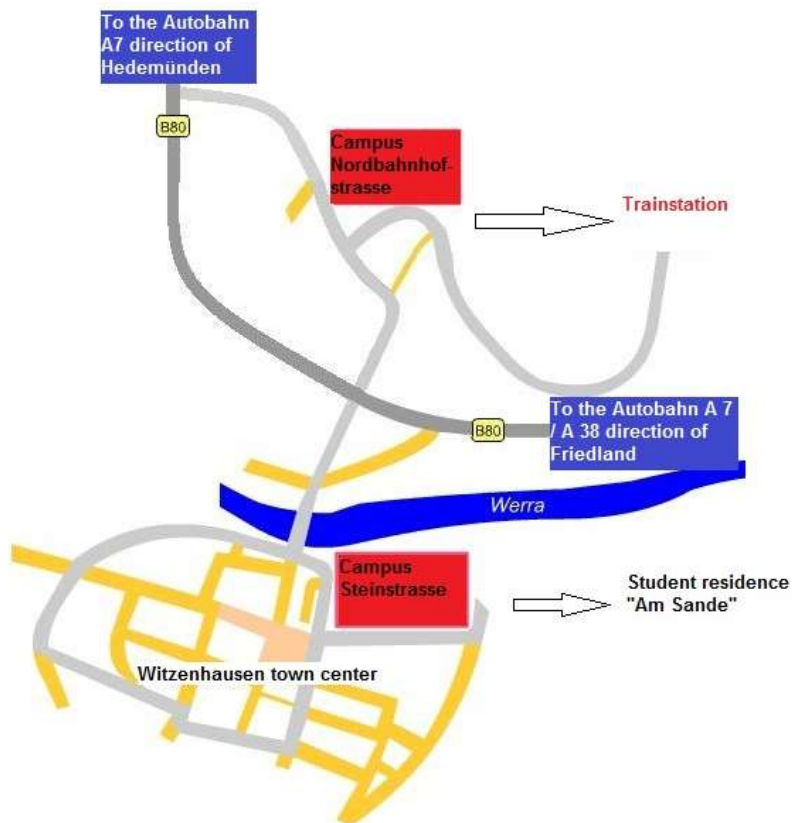 To the Autobahn
A7 direction of
Hedemünden
B80
Campus
Nordbahnhof-
strasse
Trainstation
To the Autobahn A 7
/ A 38 direction of
Friedland
B80
Werra
Campus
Steinstrasse
Student residence
"Am Sande"
Witzenhausen town center